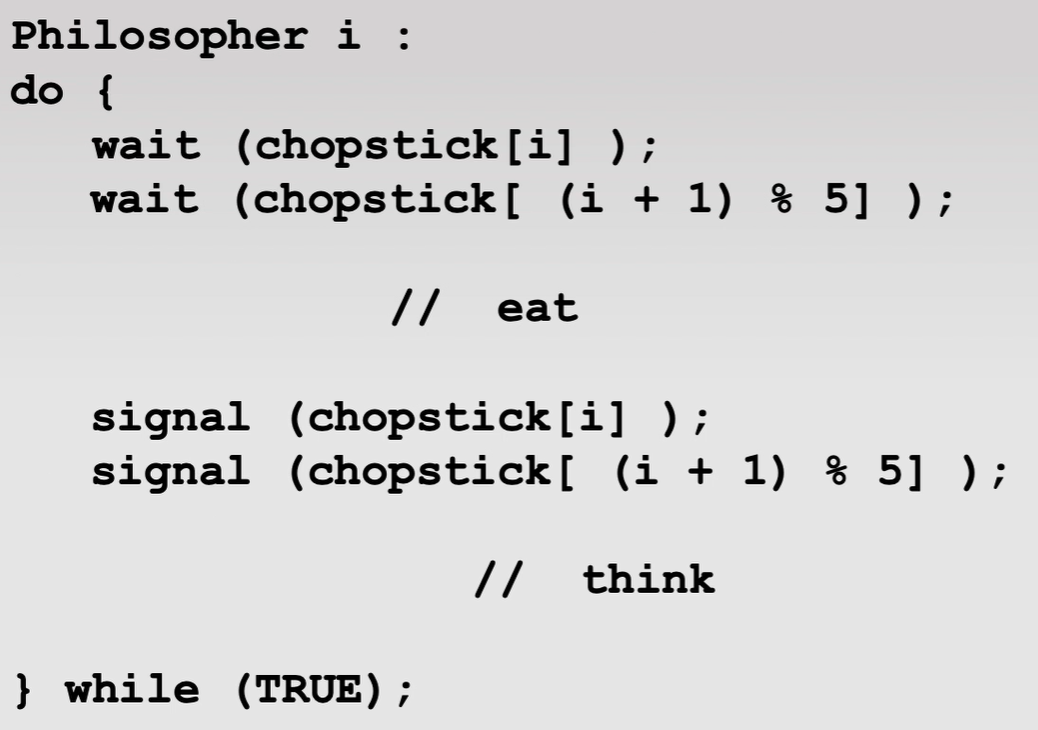 Philosopher i :
do {
wait (chopstick[i] );
wait (chopstick[ (i + 1) % 5] );
// eat
signal (chopstick[i] );
signal (chopstick[ (i + 1) % 5] );
// think
} while (TRUE);